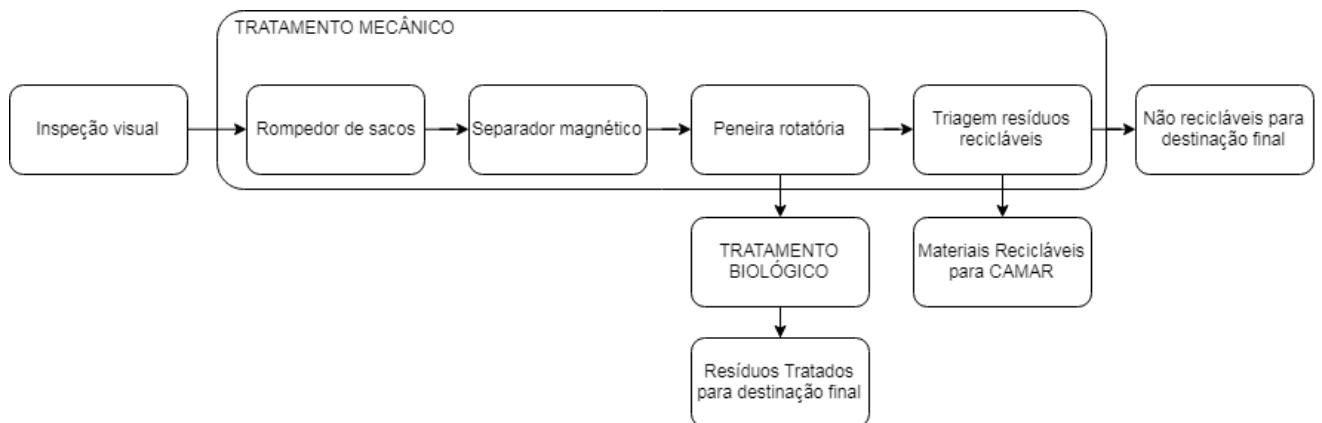 TRATAMENTO MECÂNICO
Inspeção visual
Rompedor de sacos
Separador magnético
Peneira rotatória
Triagem resíduos
recicláveis
Não recicláveis para
destinação final
TRATAMENTO
BIOLÓGICO
Materiais Recicláveis
para CAMAR
Resíduos Tratados
para destinação final